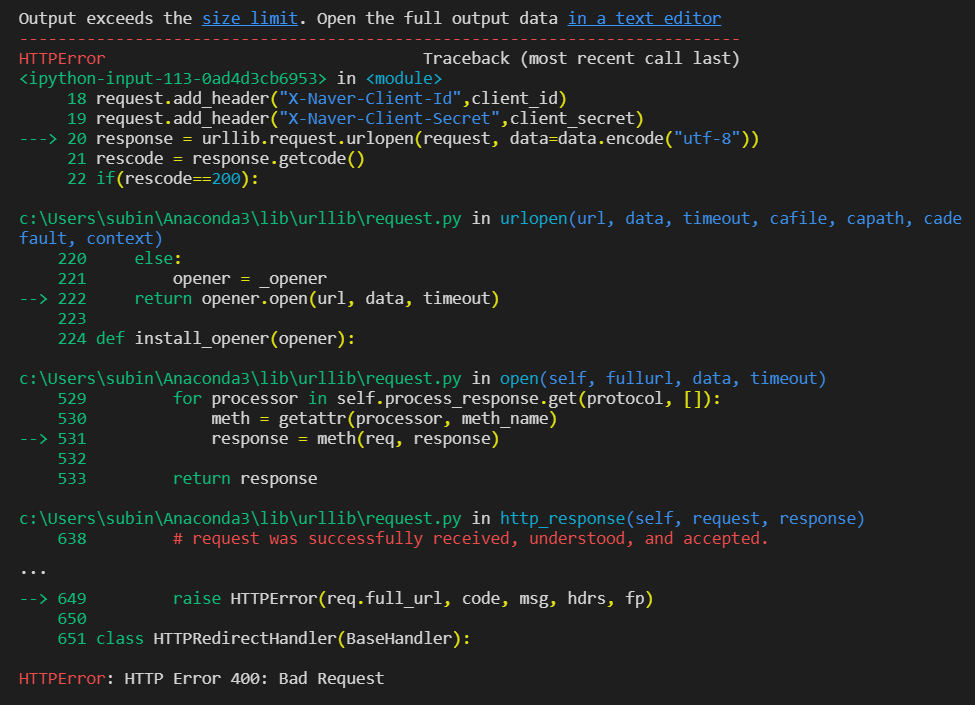 Output exceeds the size limit. Open the full output data in a text editor
---------------------------------------------------------------------------
HTTPError                                 Traceback (most recent call last)
<ipython-input-113-0ad4d3cb6953> in <module>
     18 request.add_header("X-Naver-Client-Id",client_id)
     19 request.add_header("X-Naver-Client-Secret",client_secret)
---> 20 response = urllib.request.urlopen(request, data=data.encode("utf-8"))
     21 rescode = response.getcode()
     22 if(rescode==200):
c:\Users\subin\Anaconda3\lib\urllib\request.py in urlopen(url, data, timeout, cafile, capath, cade
fault, context)
    220     else:
    221         opener = _opener
--> 222     return opener.open(url, data, timeout)
    223
    224 def install_opener(opener):
c:\Users\subin\Anaconda3\lib\urllib\request.py in open(self, fullurl, data, timeout)
    529         for processor in self.process_response.get(protocol, []):
    530             meth = getattr(processor, meth_name)
--> 531             response = meth(req, response)
    532
    533         return response
c:\Users\subin\Anaconda3\lib\urllib\request.py in http_response(self, request, response)
    638         # request was successfully received, understood, and accepted.
...
--> 649         raise HTTPError(req.full_url, code, msg, hdrs, fp)
    650
    651 class HTTPRedirectHandler(BaseHandler):
HTTPError: HTTP Error 400: Bad Request